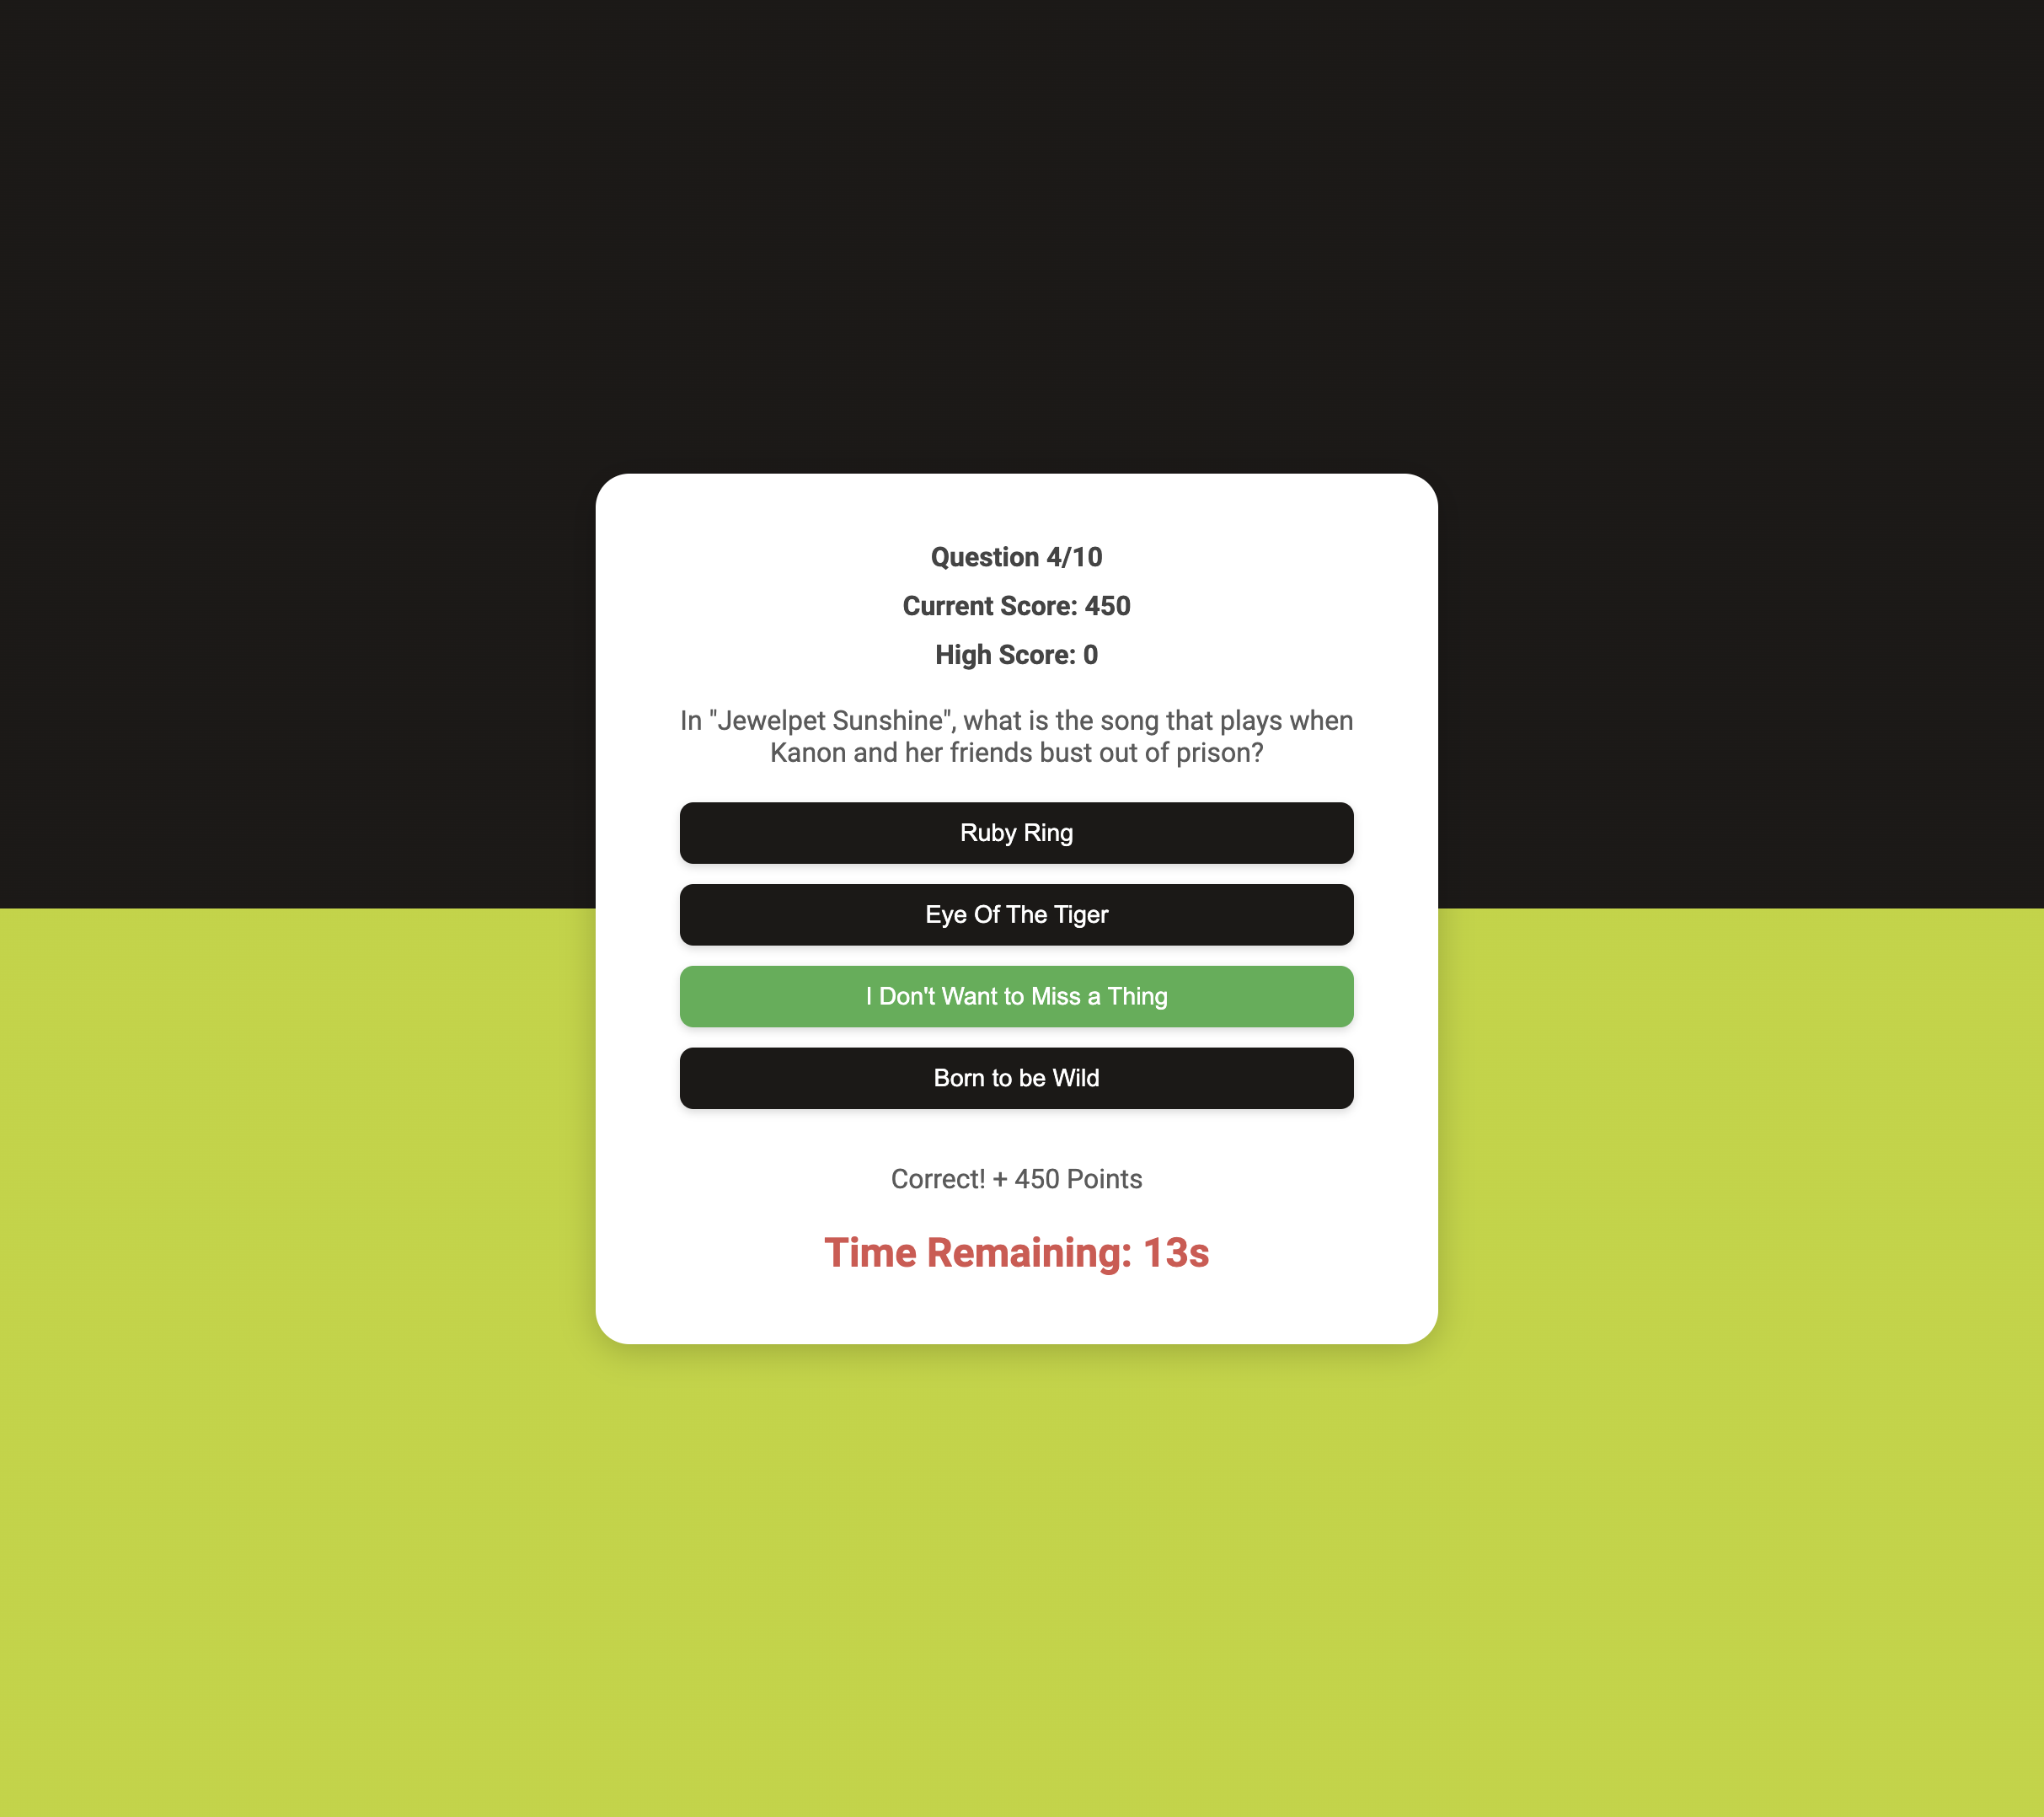 Question 4/10
Current Score: 450
High Score: 0
In "Jewelpet Sunshine", what is the song that plays when
Kanon and her friends bust out of prison?
Ruby Ring
Eye Of The Tiger
I Don't Want to Miss a Thing
Born to be Wild
Correct! + 450 Points
Time Remaining: 13s